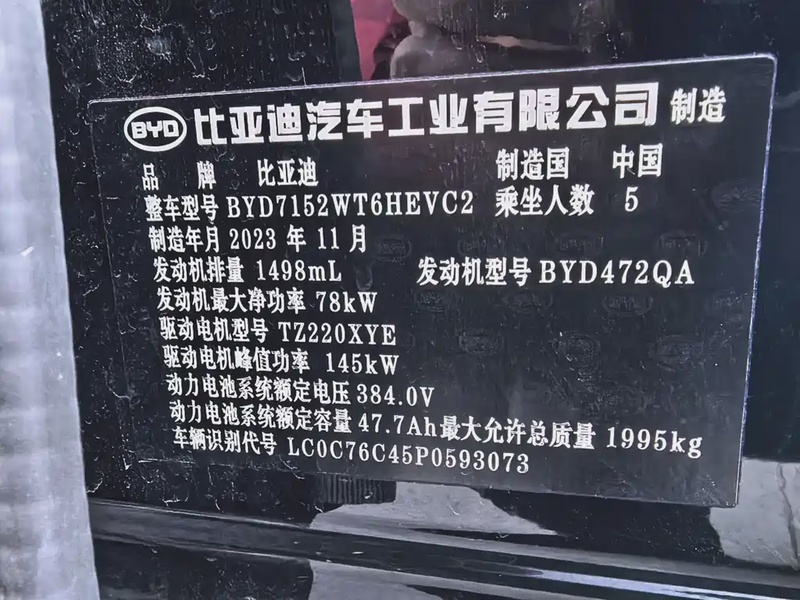 BYD 比亚迪汽车工业有限公司 制造
品 牌 比亚迪 制造国 中国
整车型号 BYD7152WT6HEVC2 乘坐人数 5
制造年月 2023 年 11 月
发动机排量 1498mL 发动机型号 BYD472QA
发动机最大净功率 78kW
驱动电机型号 TZ220XYE
驱动电机峰值功率 145kW
动力电池系统额定电压 384.0V
动力电池系统额定容量 47.7Ah 最大允许总质量 1995kg
车辆识别代号 LC0C76C45P0593073